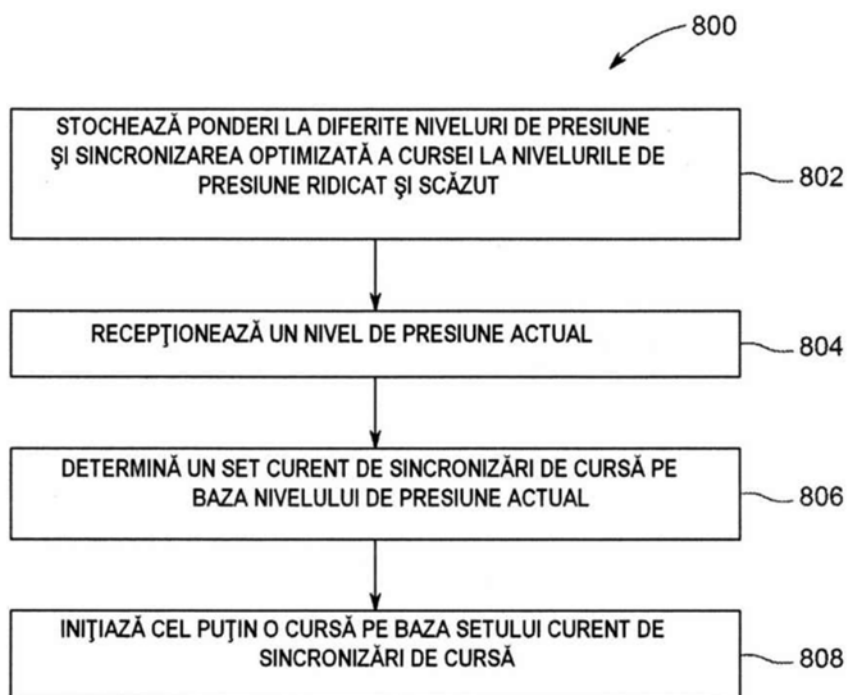 800
STOCHEAZĂ PONDERI LA DIFERITE NIVELURI DE PRESIUNE
ŞI SINCRONIZAREA OPTIMIZATĂ A CURSEI LA NIVELURILE DE
PRESIUNE RIDICAT ŞI SCĂZUT
802
RECEPŢIONEAZĂ UN NIVEL DE PRESIUNE ACTUAL
804
DETERMINĂ UN SET CURENT DE SINCRONIZĂRI DE CURSĂ PE
BAZA NIVELULUI DE PRESIUNE ACTUAL
806
INIŢIAZĂ CEL PUŢIN O CURSĂ PE BAZA SETULUI CURENT DE
SINCRONIZĂRI DE CURSĂ
808